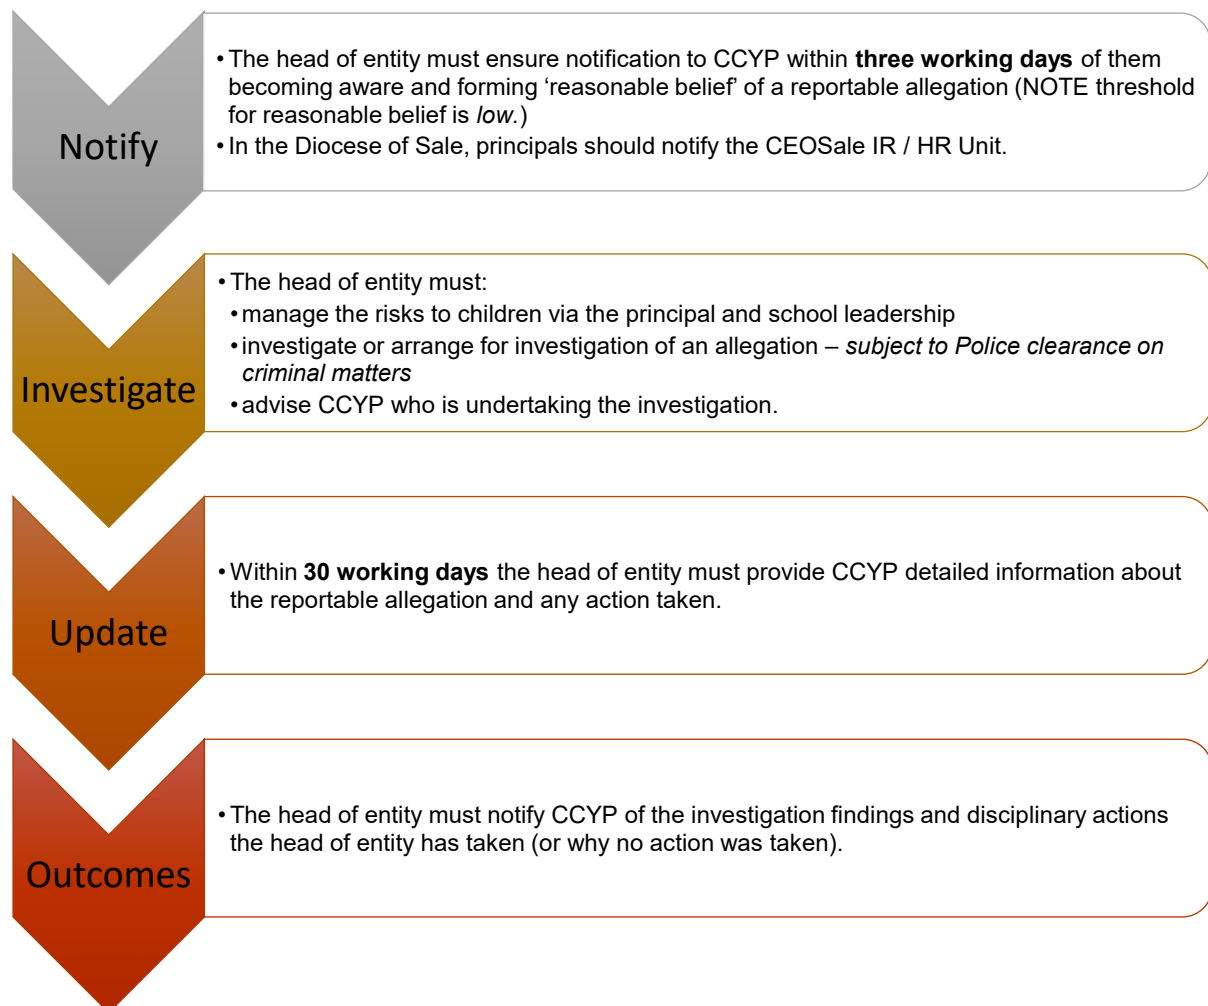 Notify
• The head of entity must ensure notification to CCYP within three working days of them
becoming aware and forming ‘reasonable belief’ of a reportable allegation (NOTE threshold
for reasonable belief is low.)
• In the Diocese of Sale, principals should notify the CEOSale IR / HR Unit.
Investigate
• The head of entity must:
• manage the risks to children via the principal and school leadership
• investigate or arrange for investigation of an allegation – subject to Police clearance on
criminal matters
• advise CCYP who is undertaking the investigation.
Update
• Within 30 working days the head of entity must provide CCYP detailed information about
the reportable allegation and any action taken.
Outcomes
• The head of entity must notify CCYP of the investigation findings and disciplinary actions
the head of entity has taken (or why no action was taken).